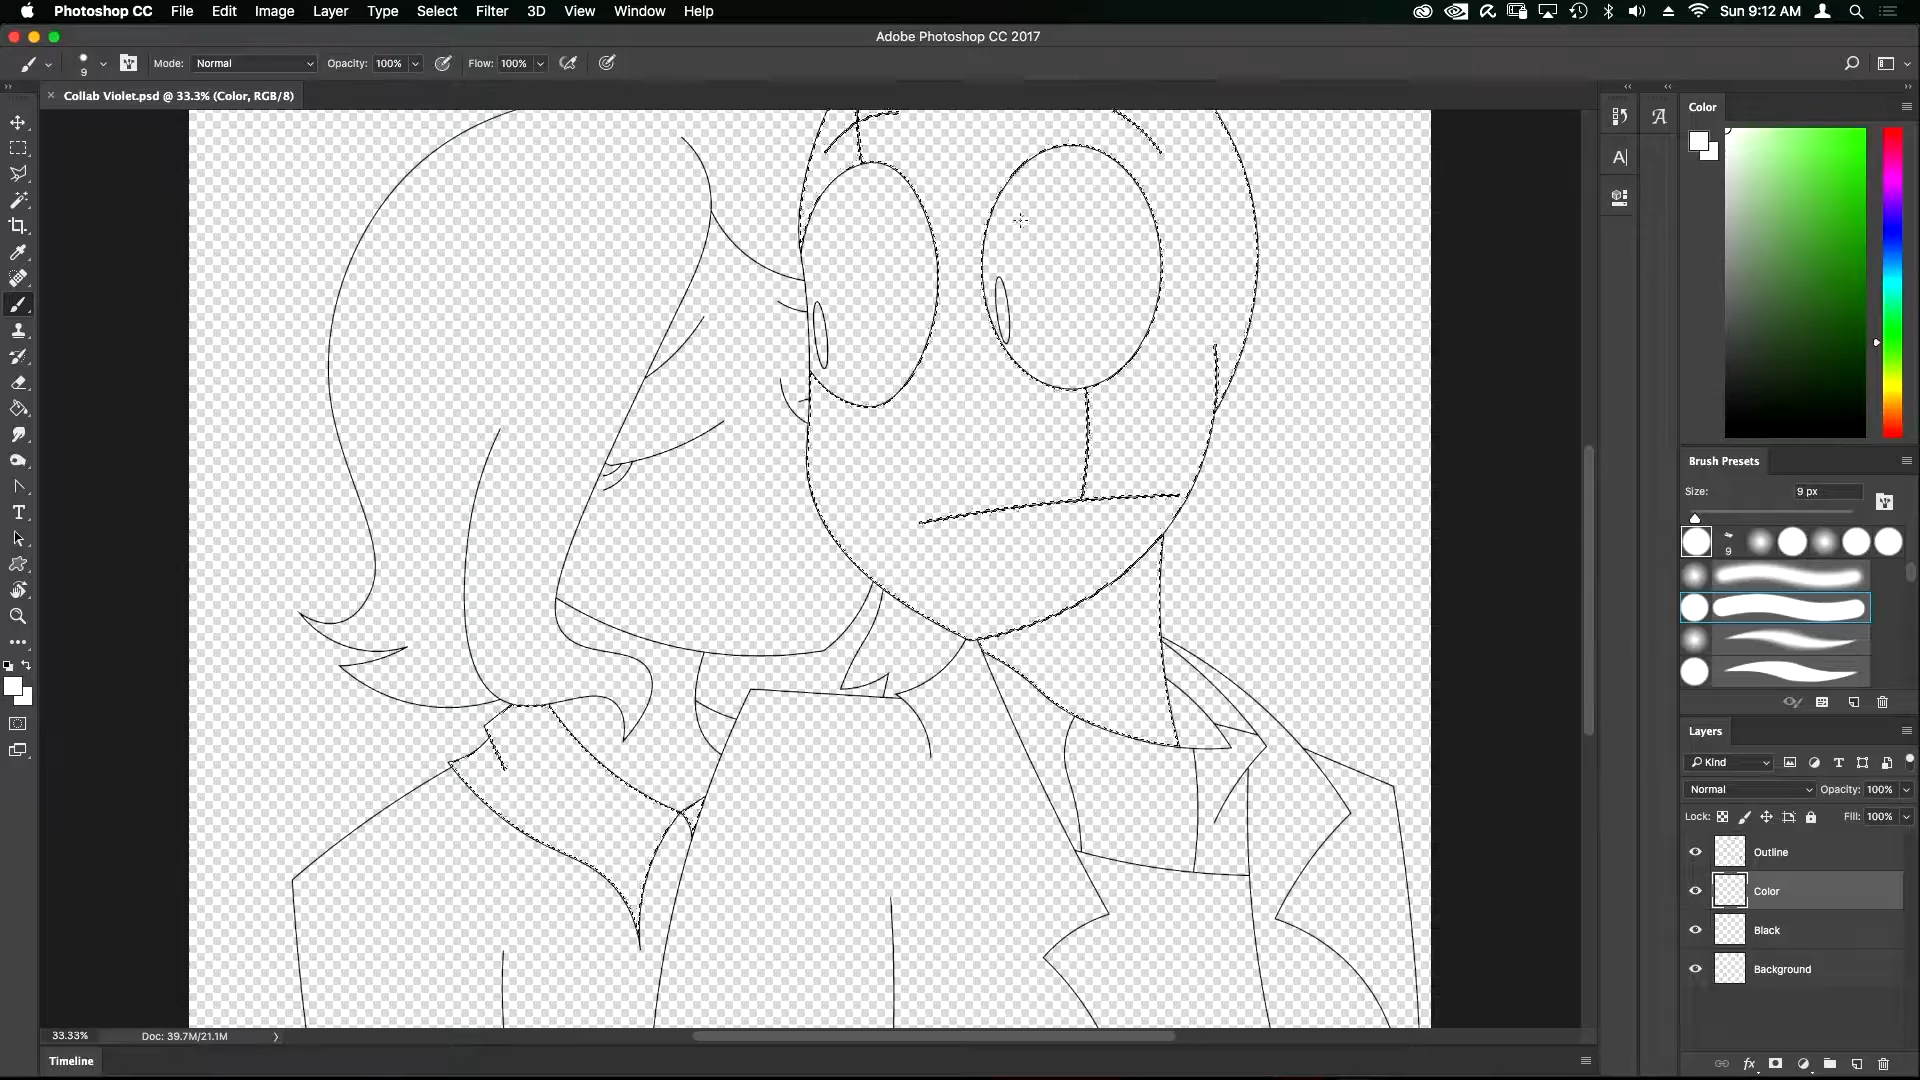 Photoshop CC File Edit Image Layer Type Select Filter 3D View Window Help Sun 9:12 AM
Adobe Photoshop CC 2017
9 Mode: Normal Opacity: 100% Flow: 100%
Collab Violet.psd @ 33.3% (Color, RGB/8)
Color
Brush Presets
Size: 9 px
9
Layers
Kind
Normal Opacity: 100%
Lock: Fill: 100%
Outline
Color
Black
Background
33.33% Doc: 39.7M/21.1M
Timeline